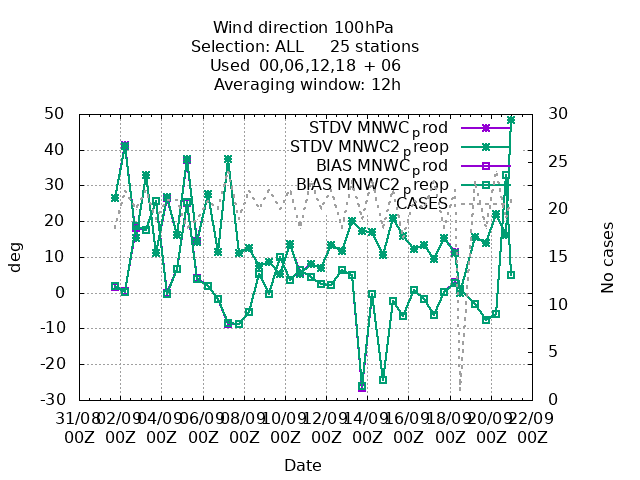 Wind direction 100hPa
Selection: ALL     25 stations
Used 00,06,12,18 + 06
Averaging window: 12h
50
40
30
20
10
0
-10
-20
-30
deg
30
25
20
15
10
5
0
No cases
STDV MNWCprod
STDV MNWC2preop
BIAS MNWCprod
BIAS MNWC2preop
CASES
31/08 02/09 04/09 06/09 08/09 10/09 12/09 14/09 16/09 18/09 20/09 22/09
00Z 00Z 00Z 00Z 00Z 00Z 00Z 00Z 00Z 00Z 00Z 00Z
Date